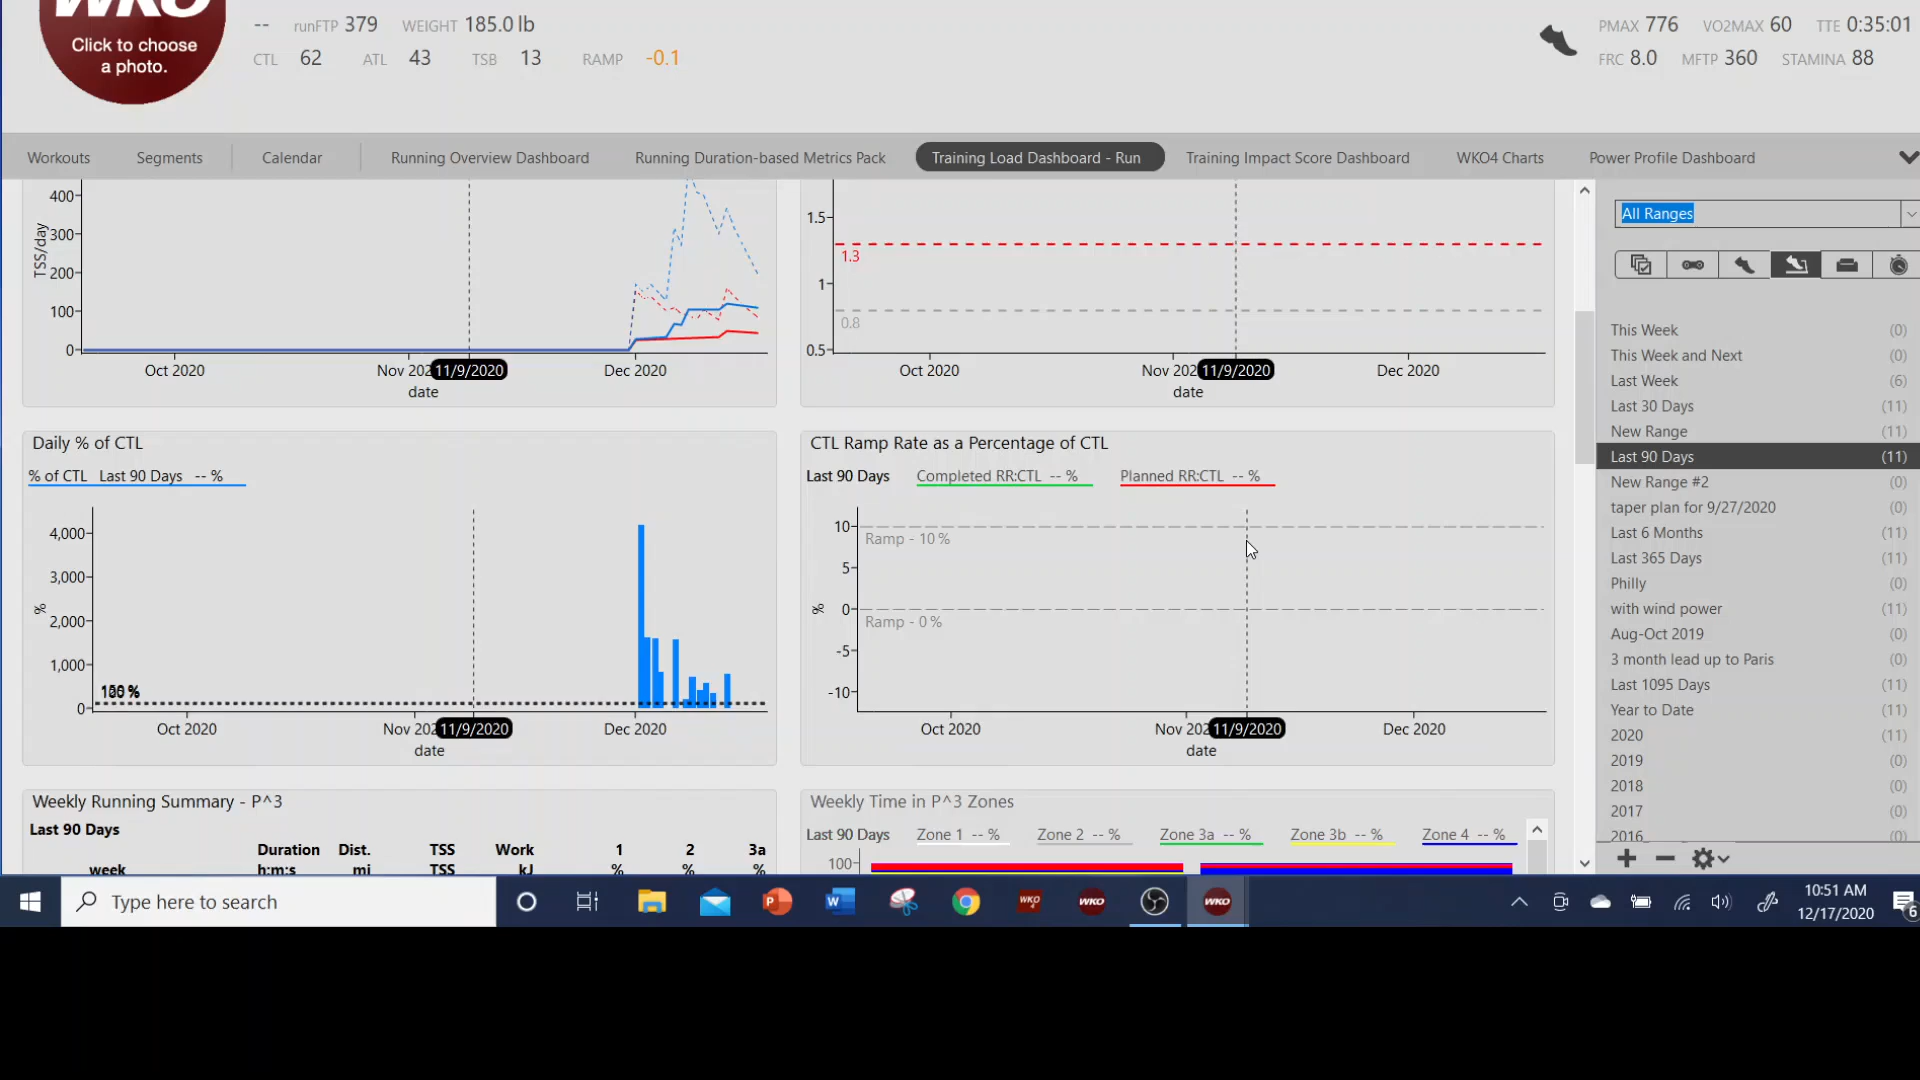 WKO
Click to choose
a photo.
-- runFTP 379 WEIGHT 185.0 lb
CTL 62 ATL 43 TSB 13 RAMP -0.1
PMAX 776 VO2MAX 60 TTE 0:35:01
FRC 8.0 MFTP 360 STAMINA 88
Workouts Segments Calendar Running Overview Dashboard Running Duration-based Metrics Pack Training Load Dashboard - Run Training Impact Score Dashboard WKO4 Charts Power Profile Dashboard
400
300
200
100
0
TSS/day
Oct 2020 Nov 202 11/9/2020 Dec 2020
date
1.5
1.3
1
0.8
0.5
Oct 2020 Nov 202 11/9/2020 Dec 2020
date
Daily % of CTL
% of CTL Last 90 Days -- %
4,000
3,000
2,000
1,000
0
%
Oct 2020 Nov 202 11/9/2020 Dec 2020
date
CTL Ramp Rate as a Percentage of CTL
Last 90 Days Completed RR:CTL -- % Planned RR:CTL -- %
10
Ramp - 10 %
5
0
Ramp - 0 %
-5
-10
%
Oct 2020 Nov 202 11/9/2020 Dec 2020
date
Weekly Running Summary - P^3
Last 90 Days
Duration Dist. TSS Work 1 2 3a
week h:m:s mi TSS kJ % % %
Weekly Time in P^3 Zones
Last 90 Days Zone 1 -- % Zone 2 -- % Zone 3a -- % Zone 3b -- % Zone 4 -- %
100
All Ranges
This Week (0)
This Week and Next (0)
Last Week (6)
Last 30 Days (11)
New Range (11)
Last 90 Days (11)
New Range #2 (0)
taper plan for 9/27/2020 (0)
Last 6 Months (11)
Last 365 Days (11)
Philly (0)
with wind power (11)
Aug-Oct 2019 (0)
3 month lead up to Paris (0)
Last 1095 Days (11)
Year to Date (11)
2020 (11)
2019 (0)
2018 (0)
2017 (0)
2016
Type here to search
WKO 4
WKO
WKO
10:51 AM
12/17/2020
6